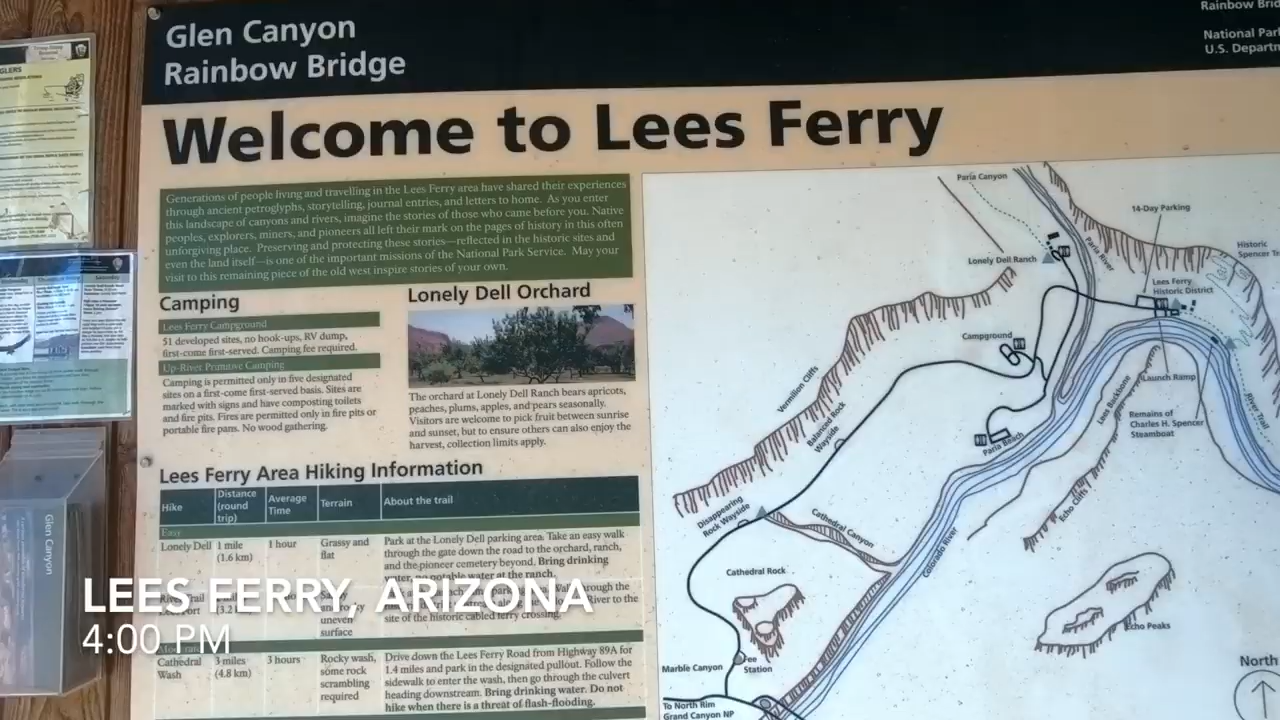 Glen Canyon
Rainbow Bridge
Rainbow
National
U.S.
Welcome to Lees Ferry
Generations of people living and travelling in the Lees Ferry area have shared their experiences
through ancient petroglyphs, storytelling, journal entries, and letters to home. As you enter
this landscape of canyons and rivers, imagine the stories of those who came before you. Native
peoples, explorers, miners, and pioneers all left their mark on the pages of history in this often
unforgiving place. Preserving and protecting these stories—reflected in the historic sites and
even the land itself—is one of the important missions of the National Park Service. May your
visit to this remaining piece of the old west inspire stories of your own.
Camping
Lees Ferry Campground
51 developed sites, no hook-ups, RV dump,
first-come first-served. Camping fee required.
Up-River Primitive Camping
Camping is permitted only in five designated
sites on a first-come first-served basis. Sites are
marked with signs and have composting toilets
and fire pits. Fires are permitted only in fire pits or
portable fire pans. No wood gathering.
Lonely Dell Orchard
The orchard at Lonely Dell Ranch bears apricots,
peaches, plums, apples, and pears seasonally.
Visitors are welcome to pick fruit between sunrise
and sunset, but to ensure others can also enjoy the
harvest, collection limits apply.
Lees Ferry Area Hiking Information
Hike Distance (round trip) Average Time Terrain About the trail
Easy
Lonely Dell 1 mile (1.6 km) 1 hour Grassy and flat
Park at the Lonely Dell parking area. Take an easy walk
through the gate down the road to the orchard, ranch,
and the pioneer cemetery beyond. Bring drinking
water, no potable water at the ranch.
uneven
surface
through the
River to the
site of the historic cabled ferry crossing.
LEES FERRY, ARIZONA
4:00 PM
Cathedral Wash 3 miles (4.8 km) 3 hours Rocky wash, some rock scrambling required
Drive down the Lees Ferry Road from Highway 89A for
1.4 miles and park in the designated pullout. Follow the
sidewalk to enter the wash, then go through the culvert
heading downstream. Bring drinking water. Do not
hike when there is a threat of flash-flooding.
Paria Canyon
14-Day Parking
Paria River
Lonely Dell Ranch
Historic
Spencer
Lees Ferry
Historic District
Campground
Vermilion Cliffs
Balanced Rock
Wayside
Launch Ramp
Lees Backbone
River Trail
Remains of
Charles H. Spencer
Steamboat
Paria Beach
Echo Cliffs
Disappearing
Rock Wayside
Cathedral Canyon
Colorado River
Cathedral Rock
Echo Peaks
Fee
Station
Marble Canyon
North
To North Rim
Grand Canyon NP
Glen Canyon